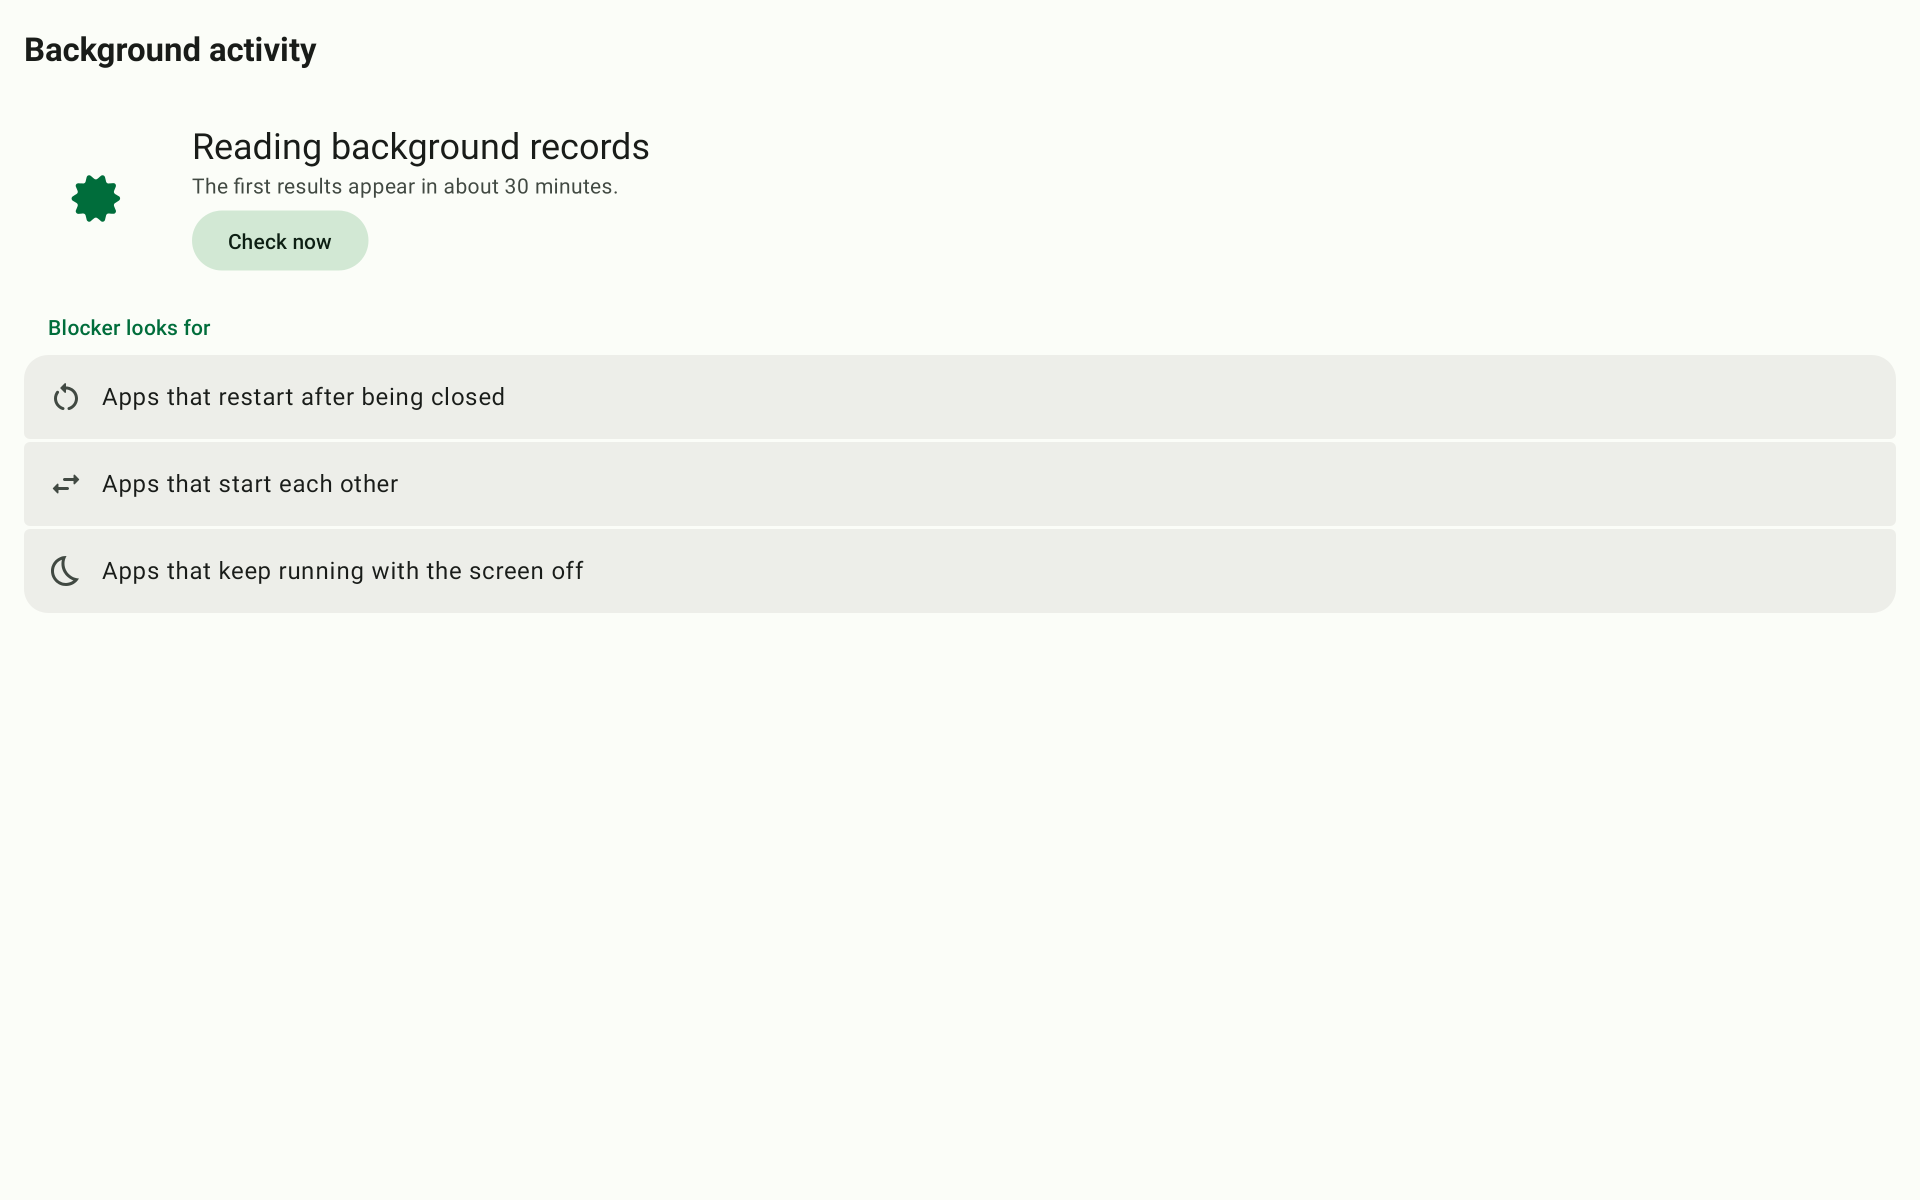 Background activity
Reading background records
The first results appear in about 30 minutes.
Check now
Blocker looks for
Apps that restart after being closed
Apps that start each other
Apps that keep running with the screen off